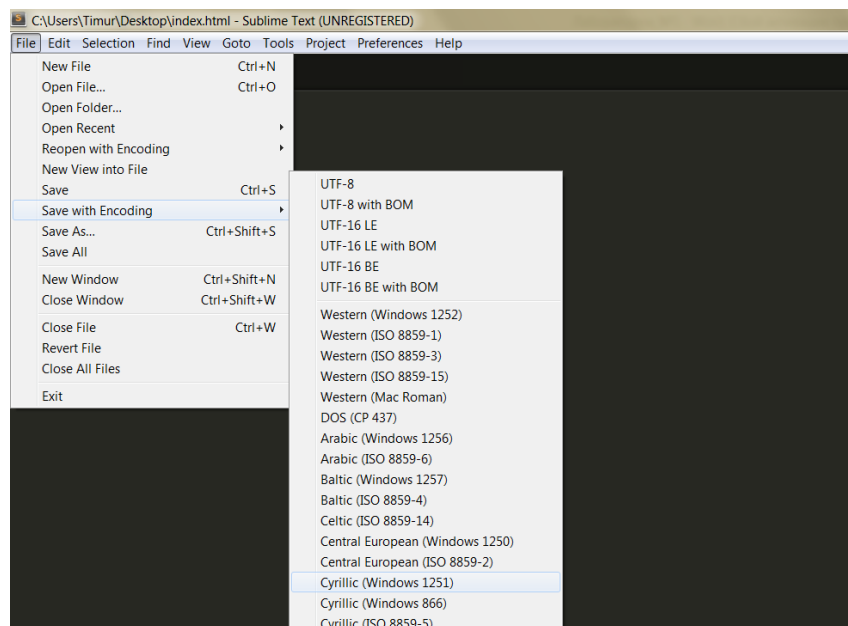 C:\Users\Timur\Desktop\index.html - Sublime Text (UNREGISTERED)
File Edit Selection Find View Goto Tools Project Preferences Help
New File Ctrl+N
Open File... Ctrl+O
Open Folder...
Open Recent
Reopen with Encoding
New View into File
Save Ctrl+S
Save with Encoding
Save As... Ctrl+Shift+S
Save All
New Window Ctrl+Shift+N
Close Window Ctrl+Shift+W
Close File Ctrl+W
Revert File
Close All Files
Exit
UTF-8
UTF-8 with BOM
UTF-16 LE
UTF-16 LE with BOM
UTF-16 BE
UTF-16 BE with BOM
Western (Windows 1252)
Western (ISO 8859-1)
Western (ISO 8859-3)
Western (ISO 8859-15)
Western (Mac Roman)
DOS (CP 437)
Arabic (Windows 1256)
Arabic (ISO 8859-6)
Baltic (Windows 1257)
Baltic (ISO 8859-4)
Celtic (ISO 8859-14)
Central European (Windows 1250)
Central European (ISO 8859-2)
Cyrillic (Windows 1251)
Cyrillic (Windows 866)
Cyrillic (ISO 8859-5)